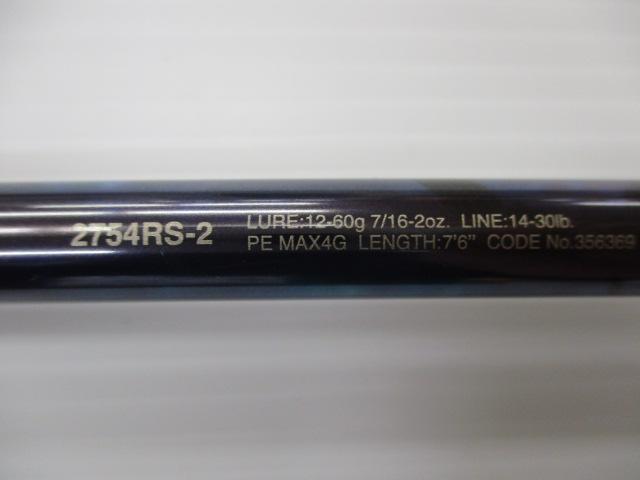 2754RS-2
LURE:12-60g 7/16-2oz. LINE:14-30lb.
PE MAX4G LENGTH:7'6" CODE No.356369